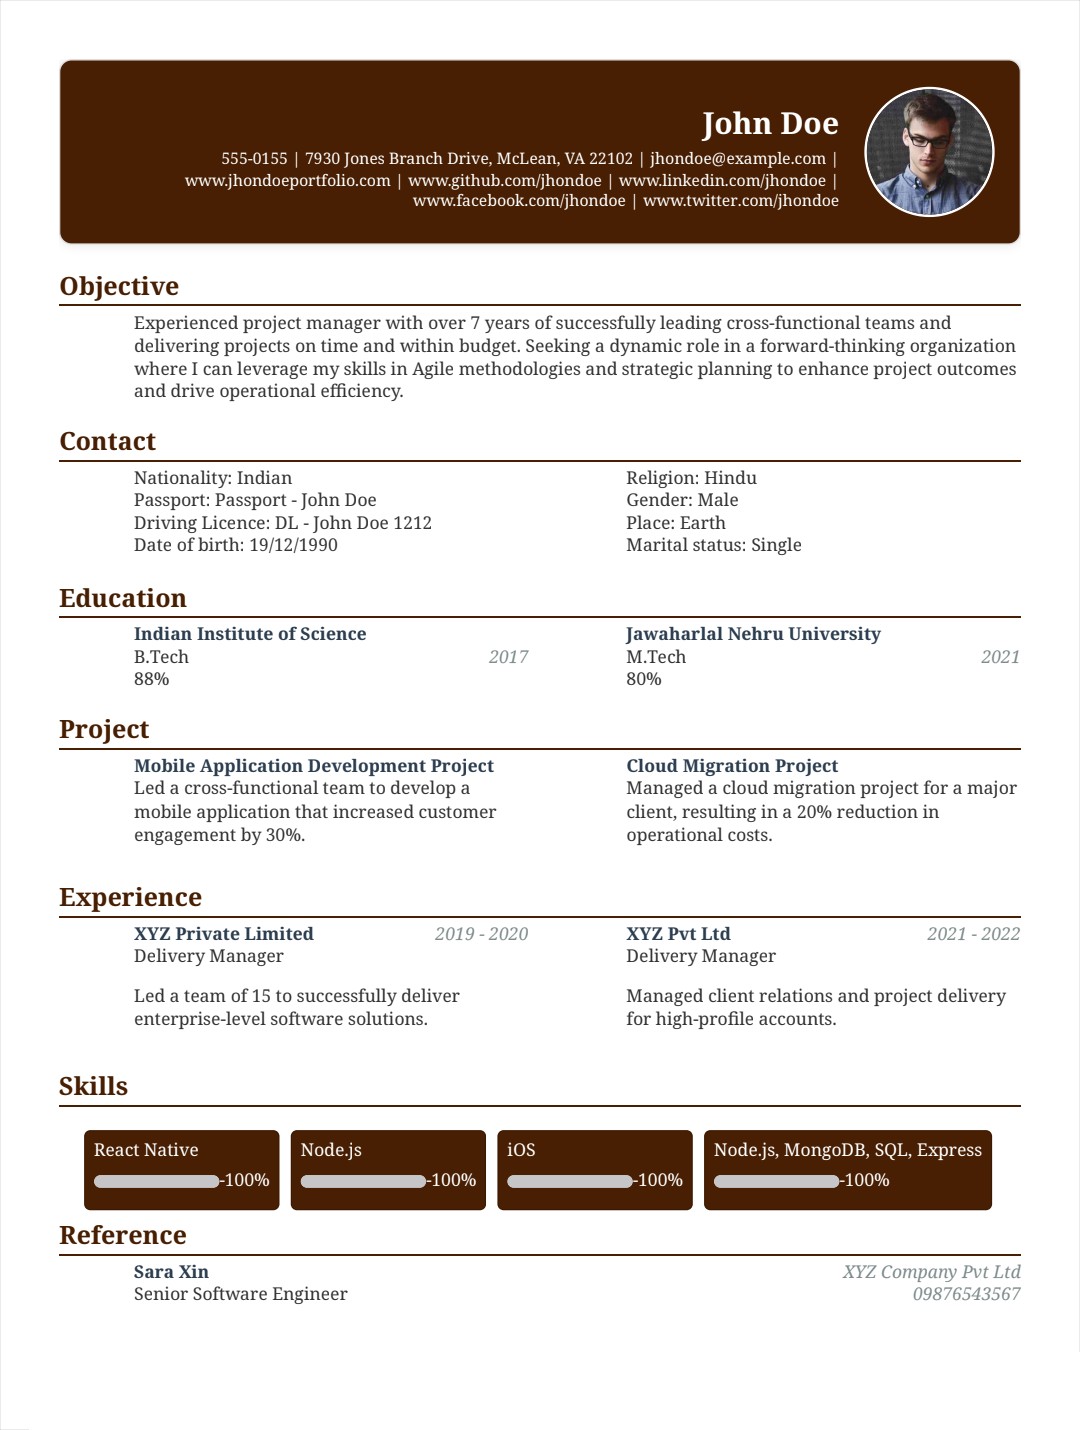 John Doe
555-0155 | 7930 Jones Branch Drive, McLean, VA 22102 | jhondoe@example.com |
www.jhondoeportfolio.com | www.github.com/jhondoe | www.linkedin.com/jhondoe |
www.facebook.com/jhondoe | www.twitter.com/jhondoe
Objective
Experienced project manager with over 7 years of successfully leading cross-functional teams and
delivering projects on time and within budget. Seeking a dynamic role in a forward-thinking organization
where I can leverage my skills in Agile methodologies and strategic planning to enhance project outcomes
and drive operational efficiency.
Contact
Nationality: Indian
Passport: Passport - John Doe
Driving Licence: DL - John Doe 1212
Date of birth: 19/12/1990
Religion: Hindu
Gender: Male
Place: Earth
Marital status: Single
Education
Indian Institute of Science
B.Tech 2017
88%
Jawaharlal Nehru University
M.Tech 2021
80%
Project
Mobile Application Development Project
Led a cross-functional team to develop a
mobile application that increased customer
engagement by 30%.
Cloud Migration Project
Managed a cloud migration project for a major
client, resulting in a 20% reduction in
operational costs.
Experience
XYZ Private Limited 2019 - 2020
Delivery Manager
Led a team of 15 to successfully deliver
enterprise-level software solutions.
XYZ Pvt Ltd 2021 - 2022
Delivery Manager
Managed client relations and project delivery
for high-profile accounts.
Skills
React Native
-100%
Node.js
-100%
iOS
-100%
Node.js, MongoDB, SQL, Express
-100%
Reference
Sara Xin XYZ Company Pvt Ltd
Senior Software Engineer 09876543567